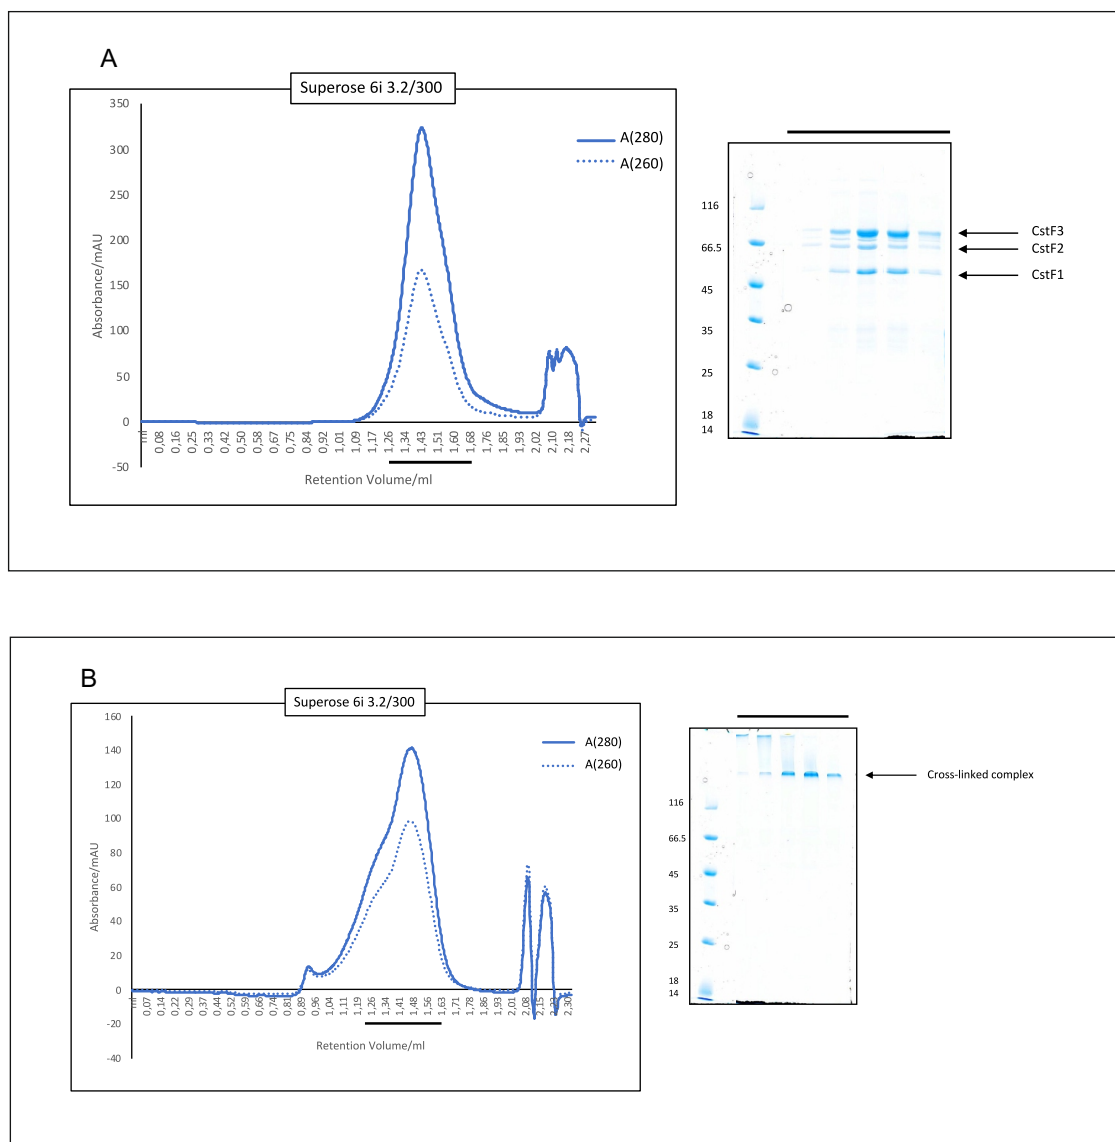 A
Superose 6i 3.2/300
350
300
250
200
150
100
50
0
-50
Absorbance/mAU
A(280)
A(260)
ml 0,08 0,16 0,25 0,33 0,42 0,50 0,58 0,67 0,75 0,84 0,92 1,01 1,09 1,17 1,26 1,34 1,43 1,51 1,60 1,68 1,76 1,85 1,93 2,02 2,10 2,18 2,27
Retention Volume/ml
116
66.5
45
35
25
18
14
CstF3
CstF2
CstF1
B
Superose 6i 3.2/300
160
140
120
100
80
60
40
20
0
-20
-40
Absorbance/mAU
A(280)
A(260)
ml 0,07 0,14 0,22 0,29 0,37 0,44 0,52 0,59 0,66 0,74 0,81 0,89 0,96 1,04 1,11 1,19 1,26 1,34 1,41 1,48 1,56 1,63 1,71 1,78 1,86 1,93 2,01 2,08 2,15 2,30
Retention Volume/ml
116
66.5
45
35
25
18
14
Cross-linked complex